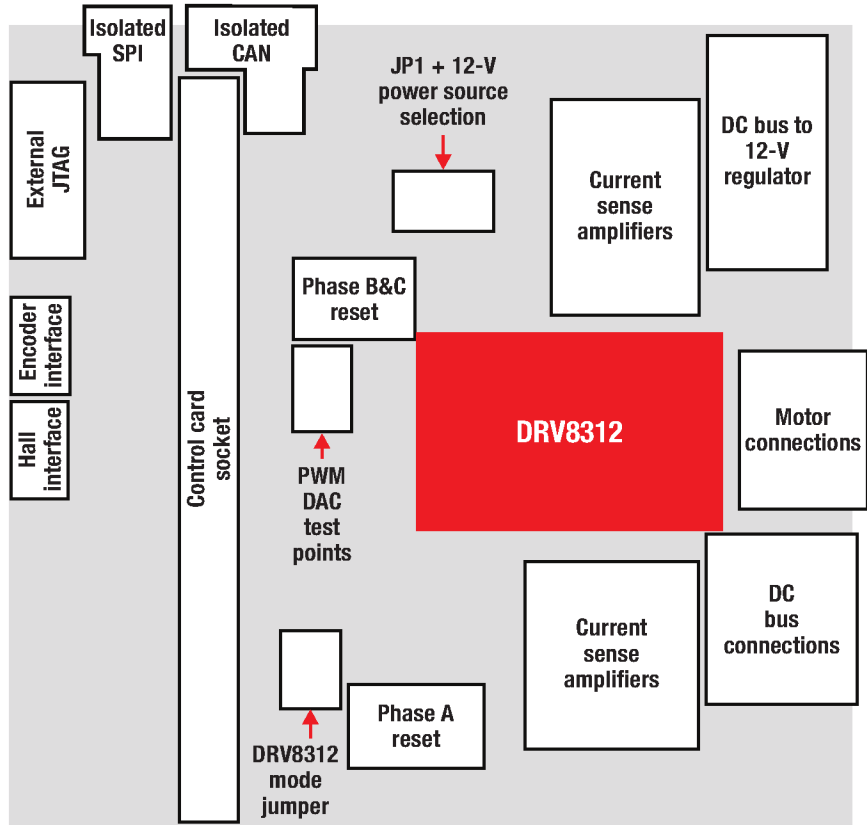 Isolated
SPI
Isolated
CAN
JP1 + 12-V
power source
selection
DC bus to
12-V
regulator
External
JTAG
Current
sense
amplifiers
Phase B&C
reset
Encoder
interface
Hall
interface
Control card
socket
DRV8312
Motor
connections
PWM
DAC
test
points
Current
sense
amplifiers
DC
bus
connections
Phase A
reset
DRV8312
mode
jumper